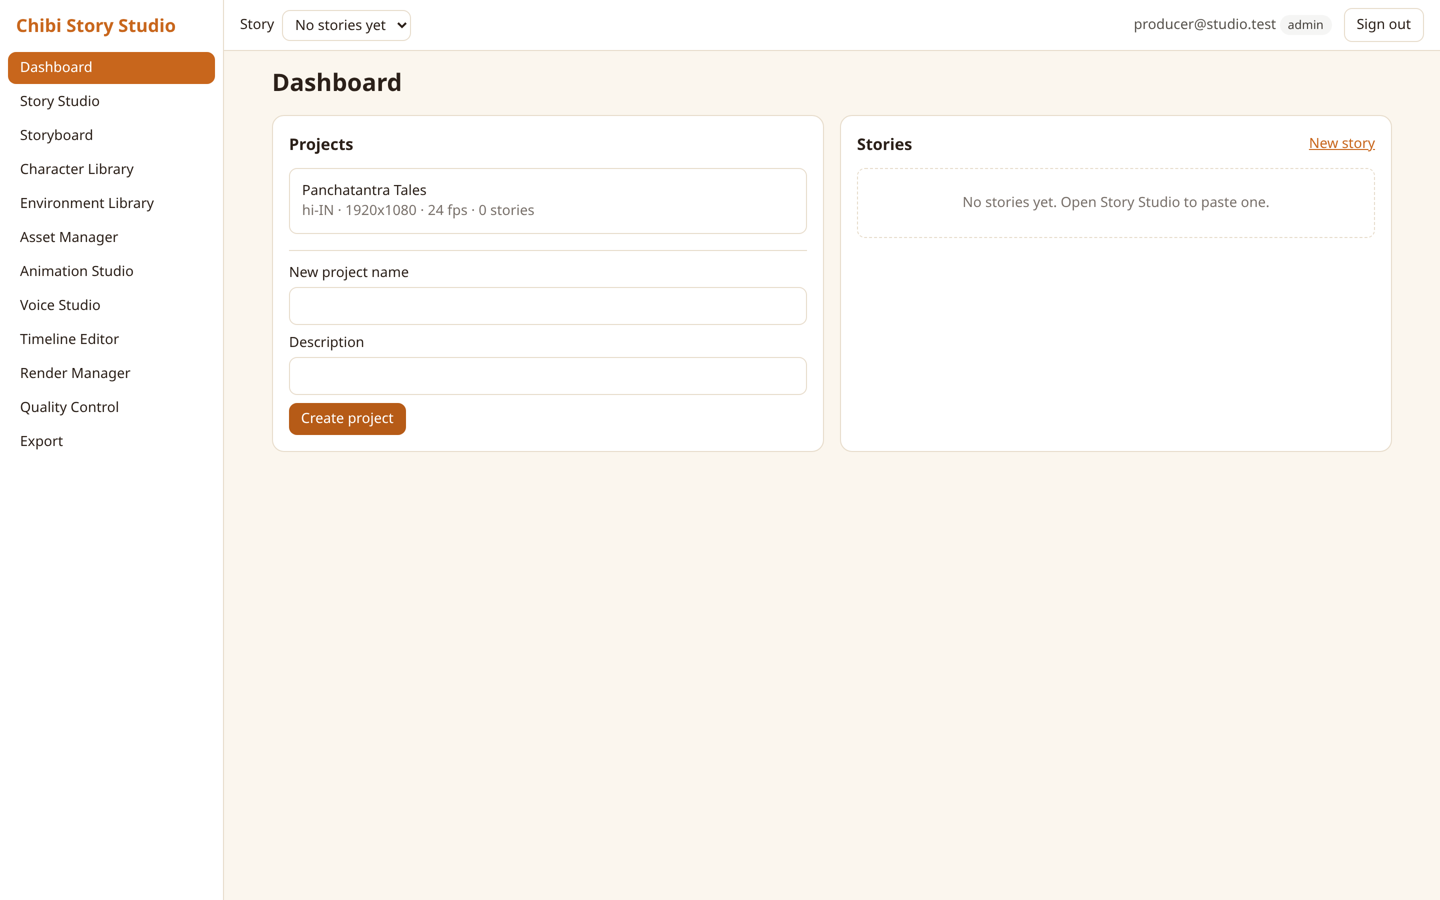 Chibi Story Studio
Dashboard
Story Studio
Storyboard
Character Library
Environment Library
Asset Manager
Animation Studio
Voice Studio
Timeline Editor
Render Manager
Quality Control
Export
Story
No stories yet
producer@studio.test
admin
Sign out
Dashboard
Projects
Panchatantra Tales
hi-IN · 1920x1080 · 24 fps · 0 stories
New project name
Description
Create project
Stories
New story
No stories yet. Open Story Studio to paste one.